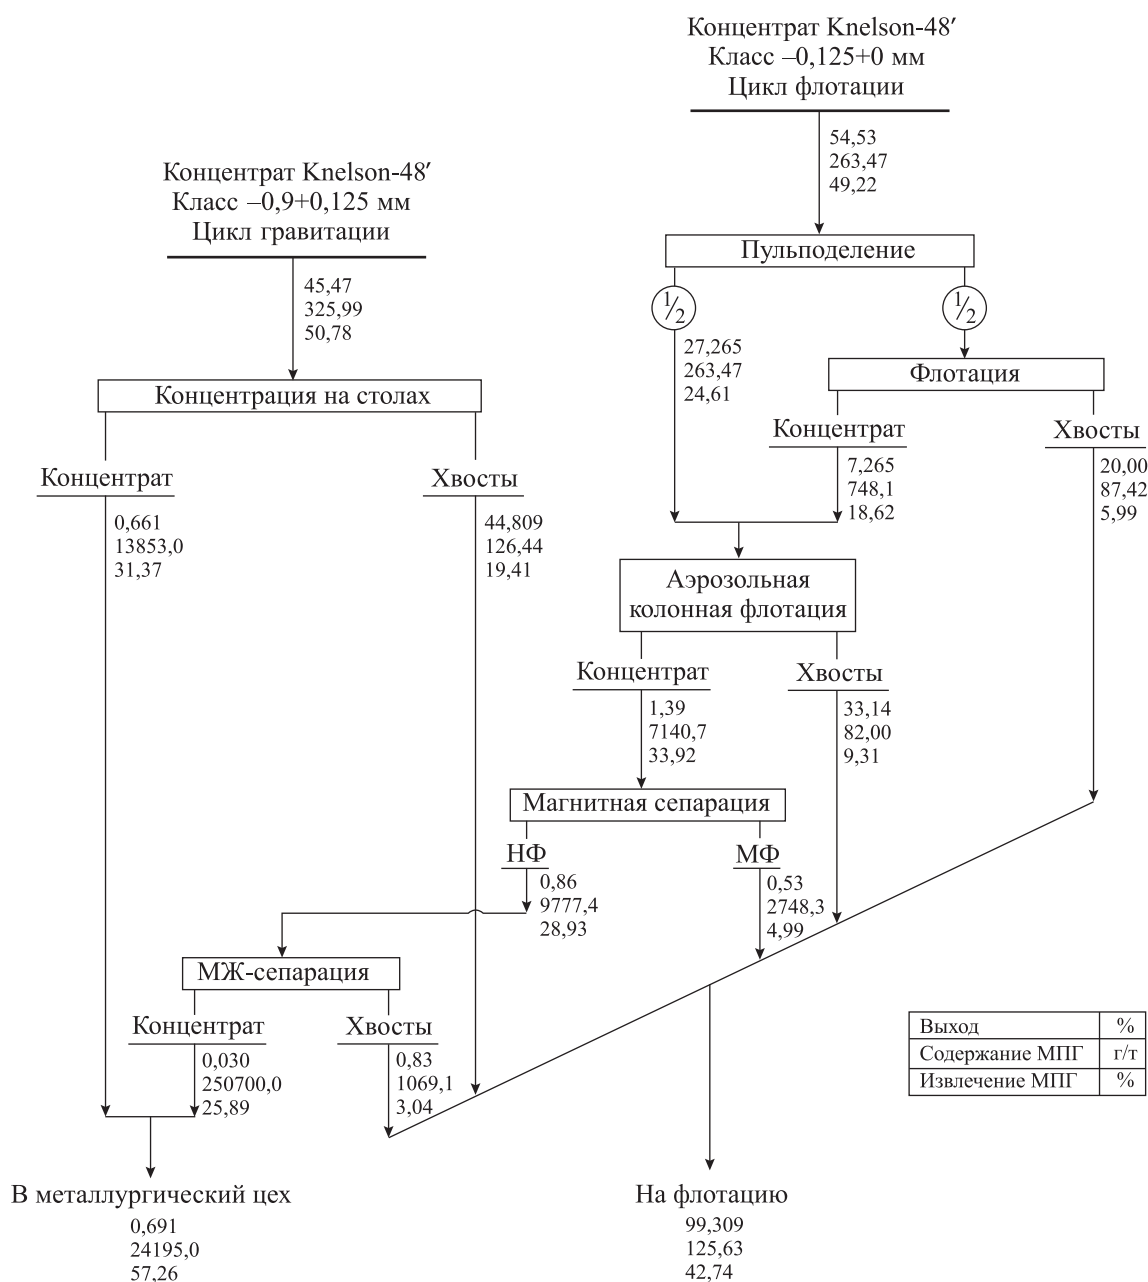 Концентрат Knelson-48′
Класс –0,125+0 мм
Цикл флотации
54,53
263,47
49,22
Концентрат Knelson-48′
Класс –0,9+0,125 мм
Цикл гравитации
45,47
325,99
50,78
Пульподеление
1/2
1/2
27,265
263,47
24,61
Флотация
Концентрация на столах
Концентрат
7,265
748,1
18,62
Хвосты
20,00
87,42
5,99
Концентрат
0,661
13853,0
31,37
Хвосты
44,809
126,44
19,41
Аэрозольная
колонная флотация
Концентрат
1,39
7140,7
33,92
Хвосты
33,14
82,00
9,31
Магнитная сепарация
НФ
0,86
9777,4
28,93
МФ
0,53
2748,3
4,99
МЖ-сепарация
Концентрат
0,030
250700,0
25,89
Хвосты
0,83
1069,1
3,04
Выход %
Содержание МПГ г/т
Извлечение МПГ %
В металлургический цех
0,691
24195,0
57,26
На флотацию
99,309
125,63
42,74